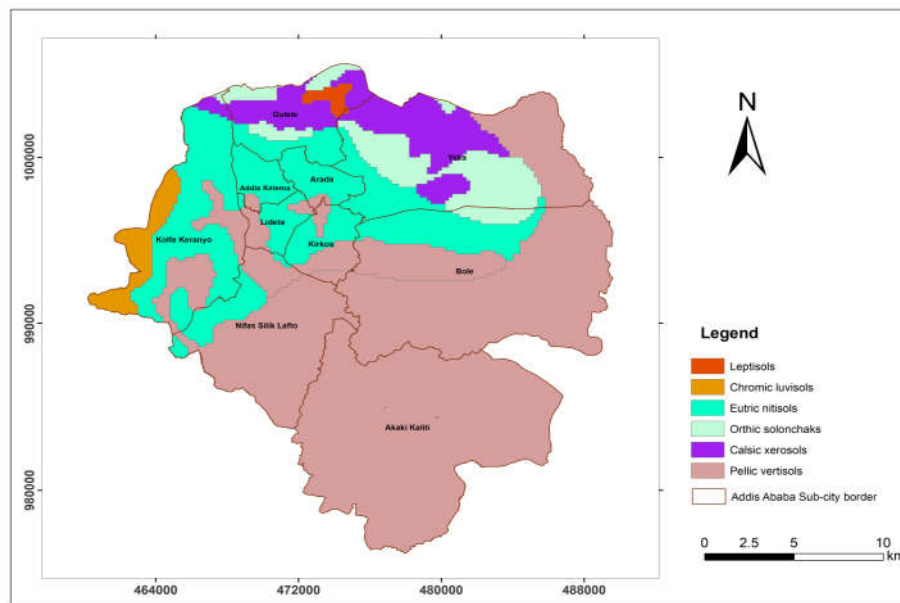 N
1000000
990000
980000
464000
472000
480000
488000
Gullele
Yeka
Arada
Addis Ketema
Lideta
Kolfe Keranyo
Kirkos
Bole
Nifas Silik Lafto
Akaki Kaliti
Legend
Leptisols
Chromic luvisols
Eutric nitisols
Orthic solonchaks
Calsic xerosols
Pellic vertisols
Addis Ababa Sub-city border
0 2.5 5 10
km